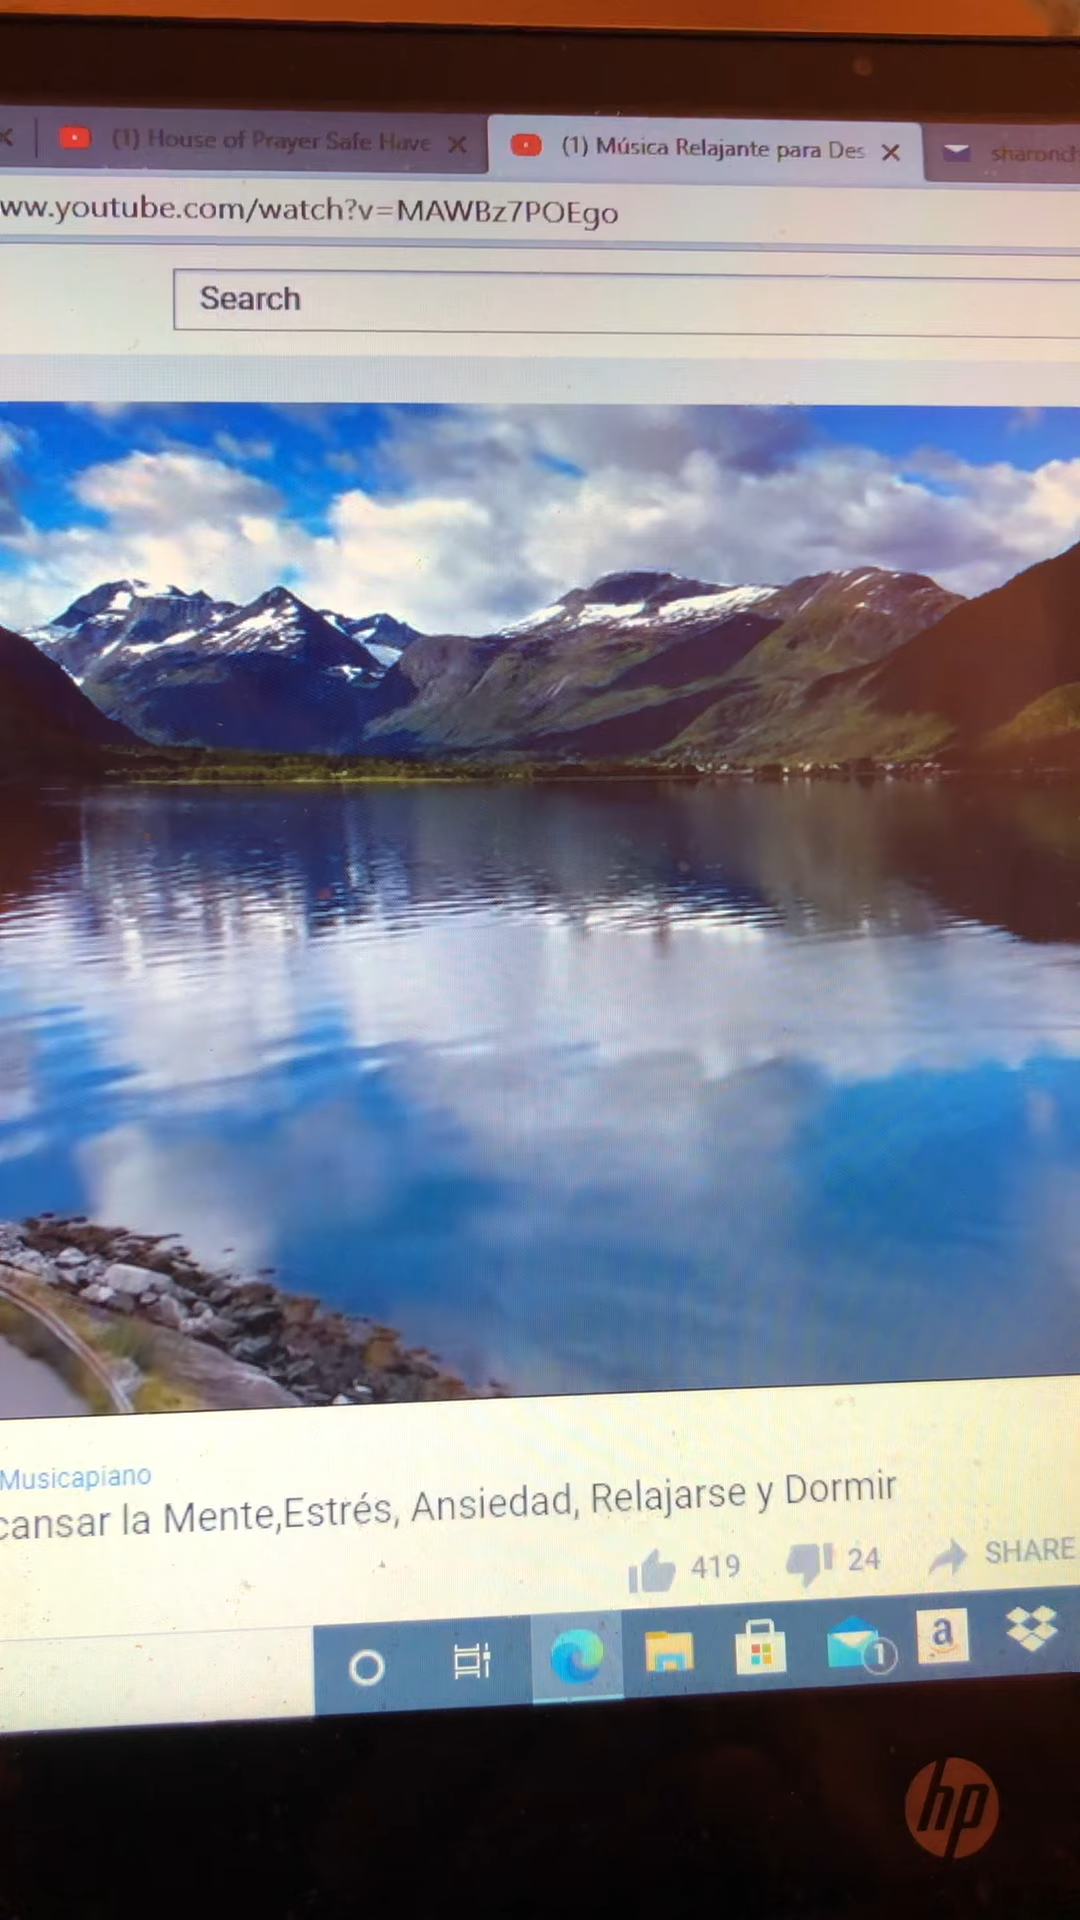 (1) House of Prayer Safe Have
(1) Música Relajante para Des
sharonch
ww.youtube.com/watch?v=MAWBz7POEgo
Search
Musicapiano
cansar la Mente,Estrés, Ansiedad, Relajarse y Dormir
419 24 SHARE
a 1
hp